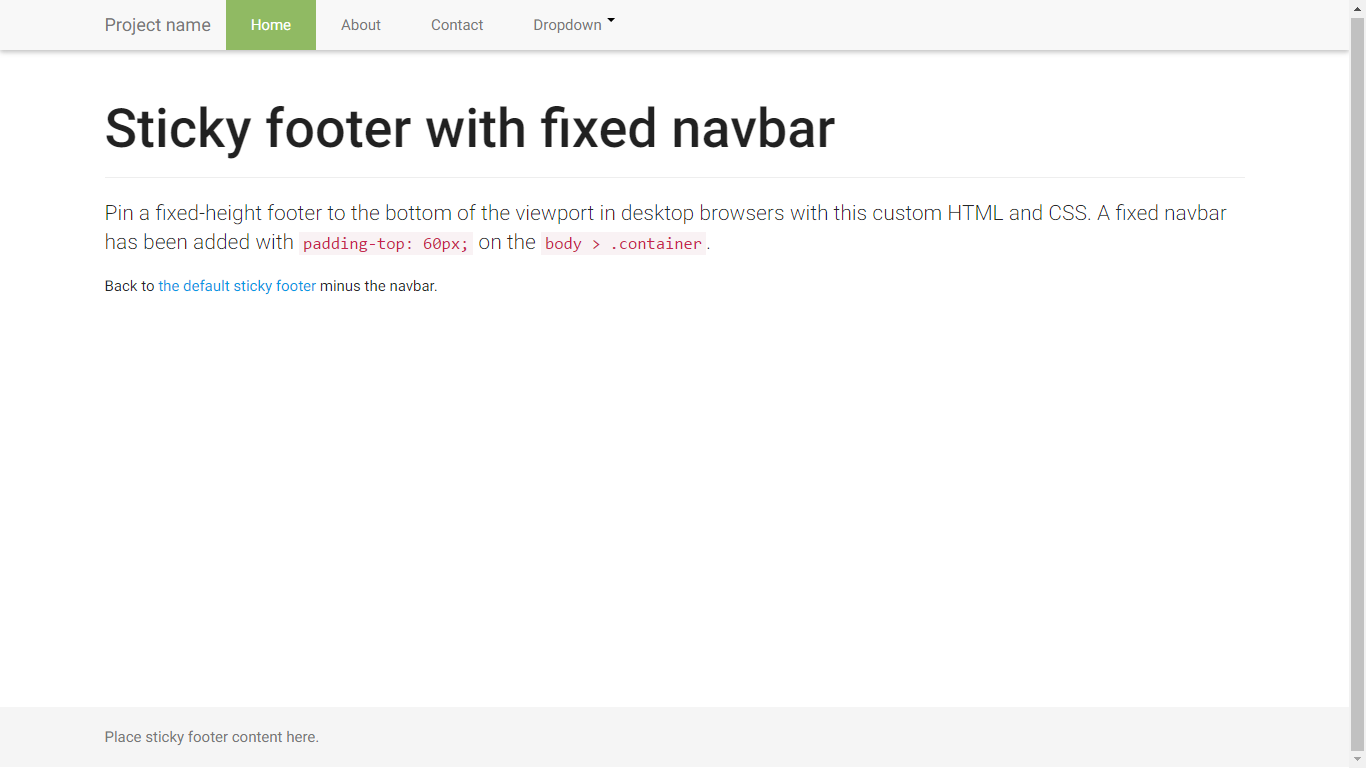 Project name Home About Contact Dropdown
Sticky footer with fixed navbar
Pin a fixed-height footer to the bottom of the viewport in desktop browsers with this custom HTML and CSS. A fixed navbar
has been added with padding-top: 60px; on the body > .container.
Back to the default sticky footer minus the navbar.
Place sticky footer content here.